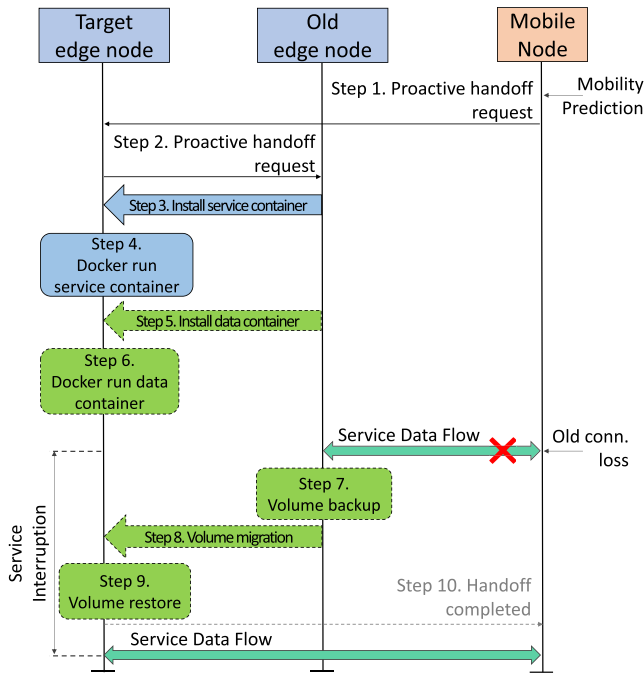 Target
edge node
Old
edge node
Mobile
Node
Mobility
Prediction
Step 1. Proactive handoff
request
Step 2. Proactive handoff
request
Step 3. Install service container
Step 4.
Docker run
service container
Step 5. Install data container
Step 6.
Docker run data
container
Service Data Flow
Old conn.
loss
Step 7.
Volume backup
Step 8. Volume migration
Service
Interruption
Step 9.
Volume restore
Step 10. Handoff
completed
Service Data Flow